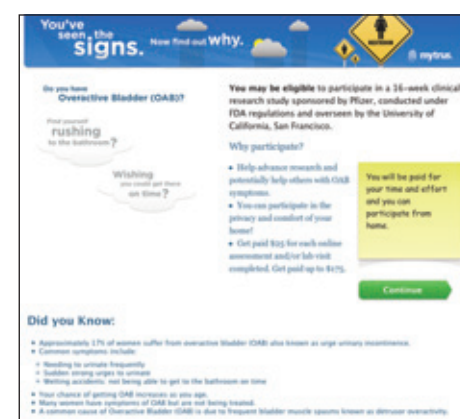 You've
seen the
signs. Now find out why.
RESTROOM
mytrus
Do you have
Overactive Bladder (OAB)?
Find yourself
rushing
to the bathroom?
Wishing
you could get there
on time?
You may be eligible to participate in a 16-week clinical
research study sponsored by Pfizer, conducted under
FDA regulations and overseen by the University of
California, San Francisco.
Why participate?
• Help advance research and
potentially help others with OAB
symptoms.
• You can participate in the
privacy and comfort of your
home!
• Get paid $25 for each online
assessment and/or lab visit
completed. Get paid up to $175.
You will be paid for
your time and effort
and you can
participate from
home.
Continue
Did you Know:
Approximately 17% of women suffer from overactive bladder (OAB) also known as urge urinary incontinence.
Common symptoms include:
Needing to urinate frequently
Sudden strong urges to urinate
Wetting accidents: not being able to get to the bathroom on time
Your chance of getting OAB increases as you age.
Many women have symptoms of OAB but are not being treated.
A common cause of Overactive Bladder (OAB) is due to frequent bladder muscle spasms known as detrusor overactivity.